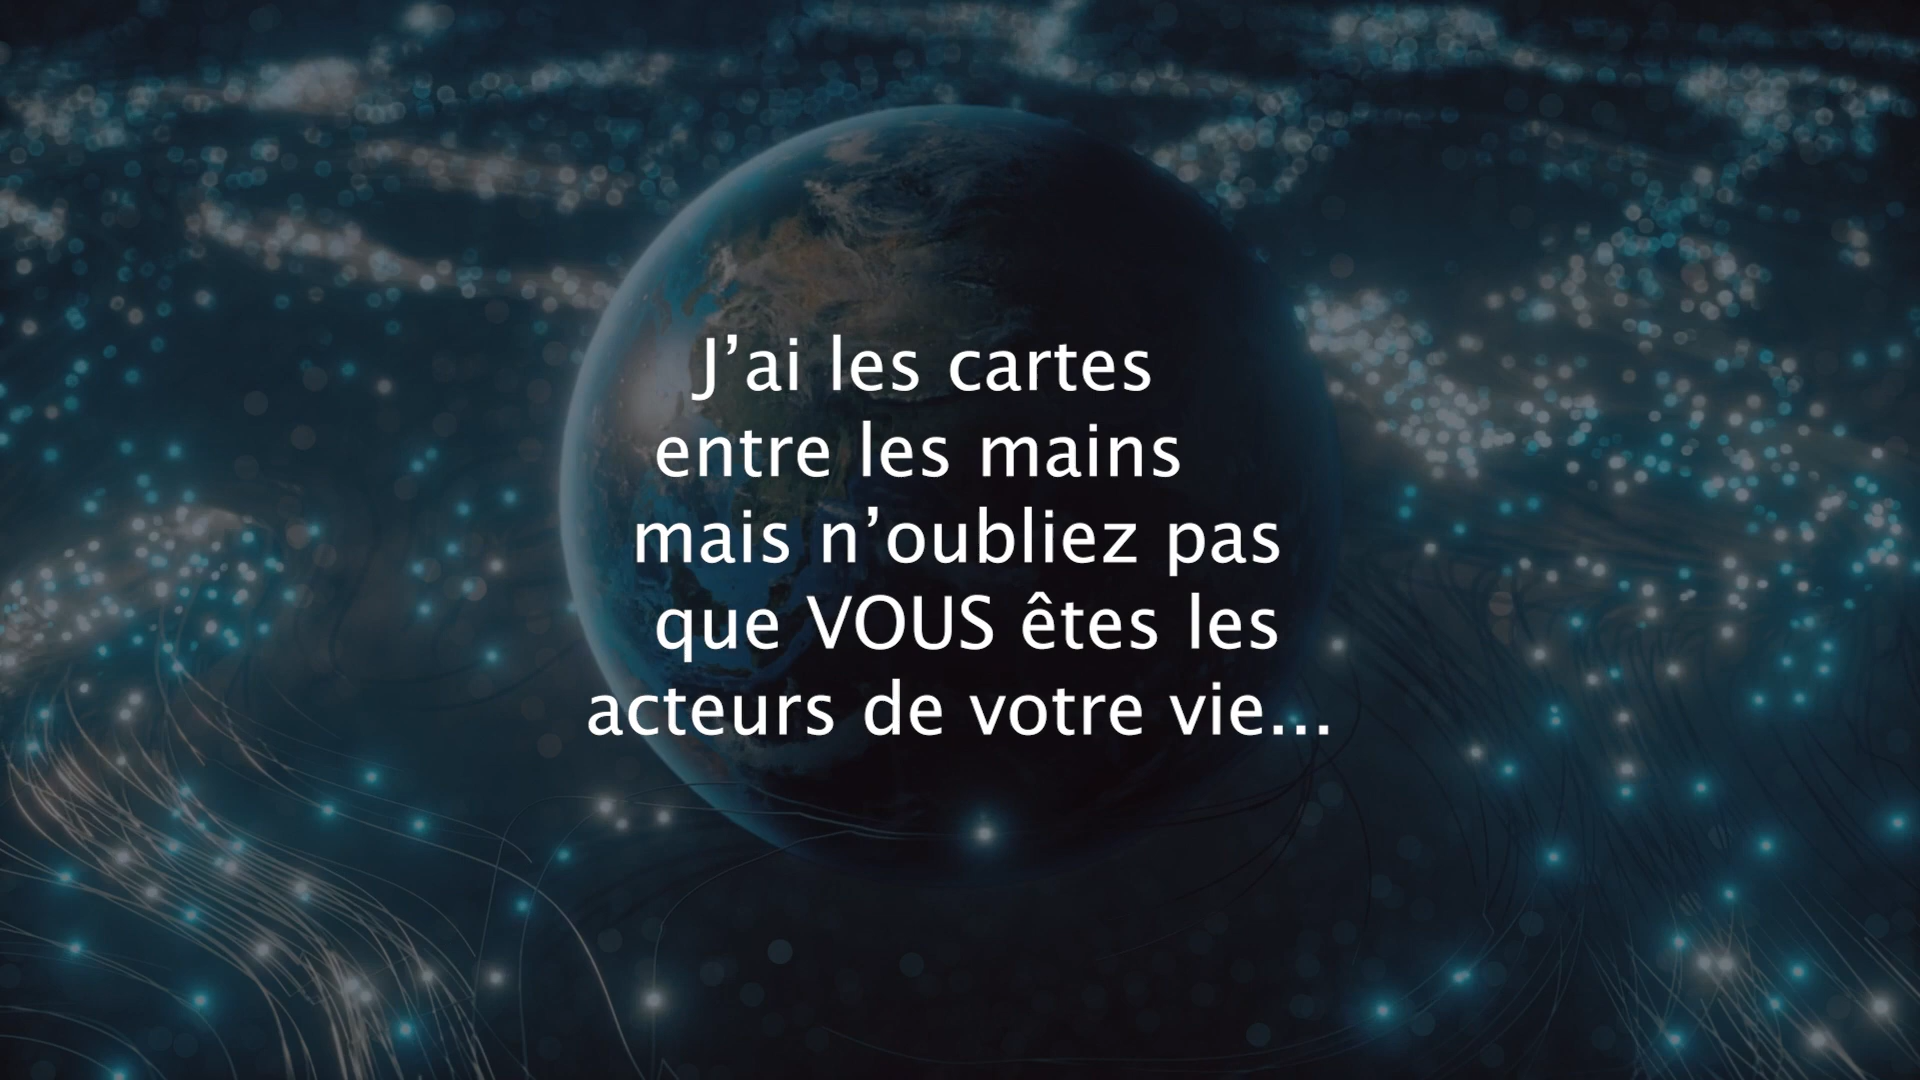 J’ai les cartes
entre les mains
mais n’oubliez pas
que VOUS êtes les
acteurs de votre vie...